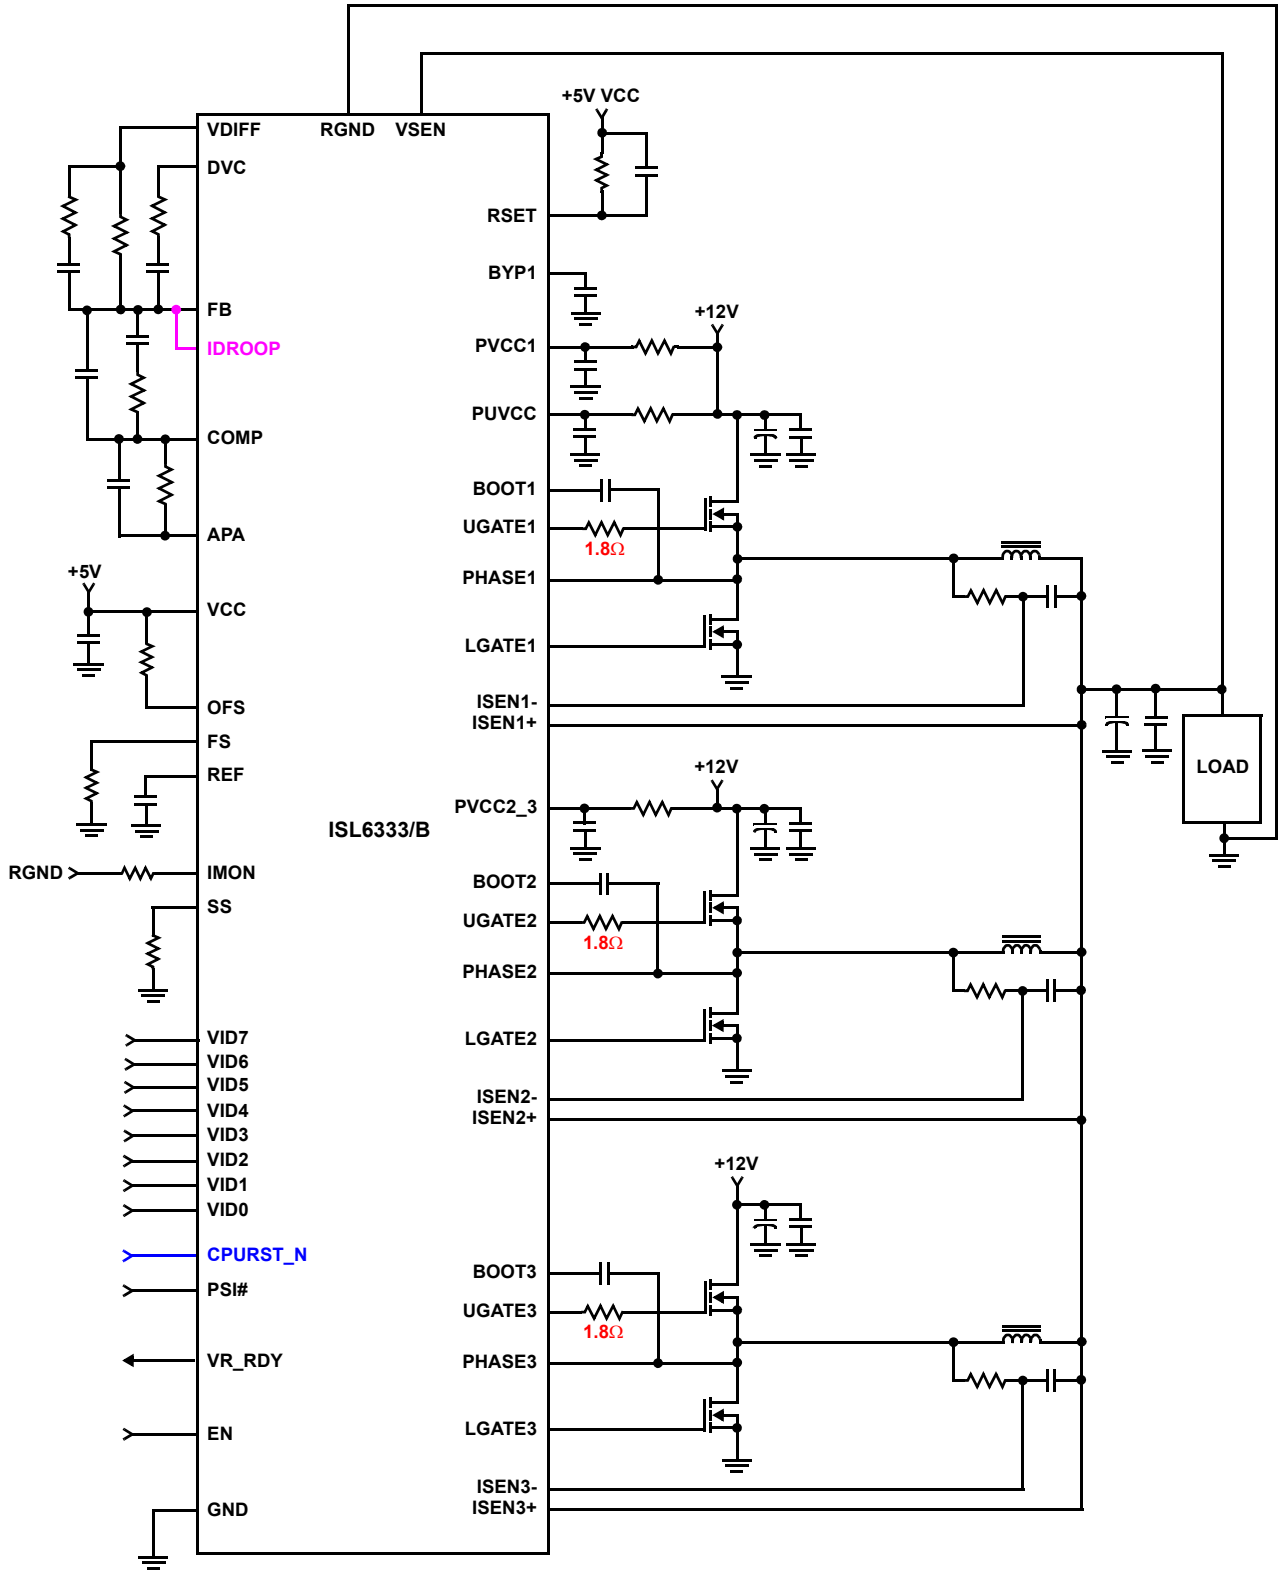 +5V VCC
VDIFF
RGND
VSEN
DVC
RSET
BYP1
FB
+12V
IDROOP
PVCC1
PUVCC
COMP
BOOT1
UGATE1
APA
1.8Ω
+5V
PHASE1
VCC
LGATE1
ISEN1-
OFS
ISEN1+
FS
REF
+12V
LOAD
PVCC2_3
ISL6333/B
RGND
IMON
BOOT2
SS
UGATE2
1.8Ω
PHASE2
VID7
LGATE2
VID6
VID5
ISEN2-
VID4
ISEN2+
VID3
VID2
+12V
VID1
VID0
CPURST_N
BOOT3
PSI#
UGATE3
1.8Ω
VR_RDY
PHASE3
EN
LGATE3
ISEN3-
GND
ISEN3+